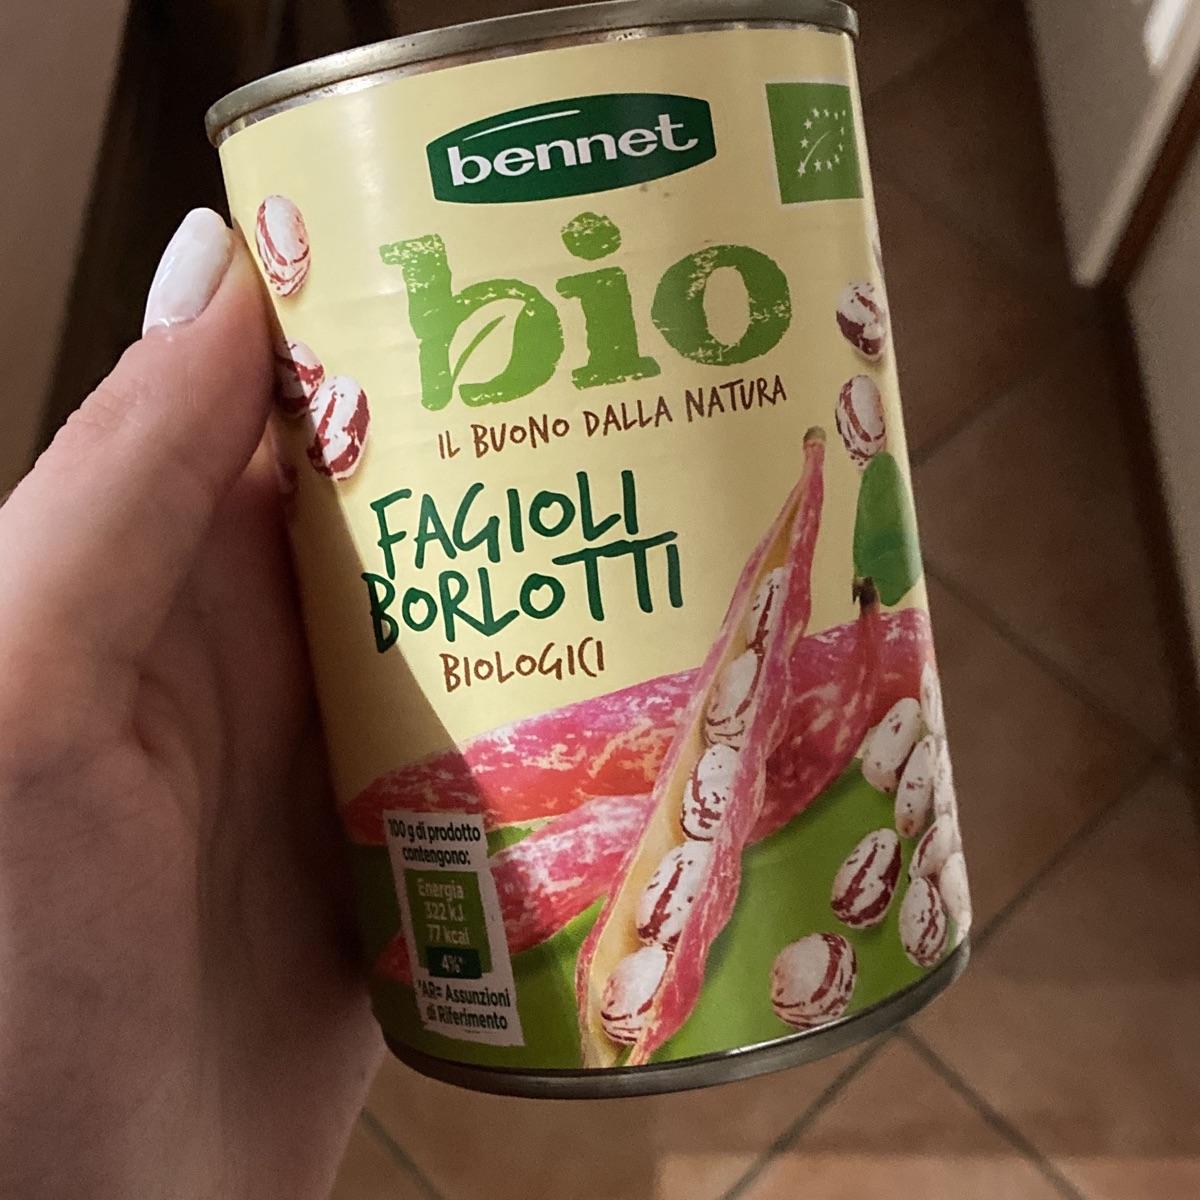 bennet
bio
IL BUONO DALLA NATURA
FAGIOLI
BORLOTTI
BIOLOGICI
100 g di prodotto
contengono:
Energia
322 kJ
77 kcal
4%*
*AR= Assunzioni
di Riferimento